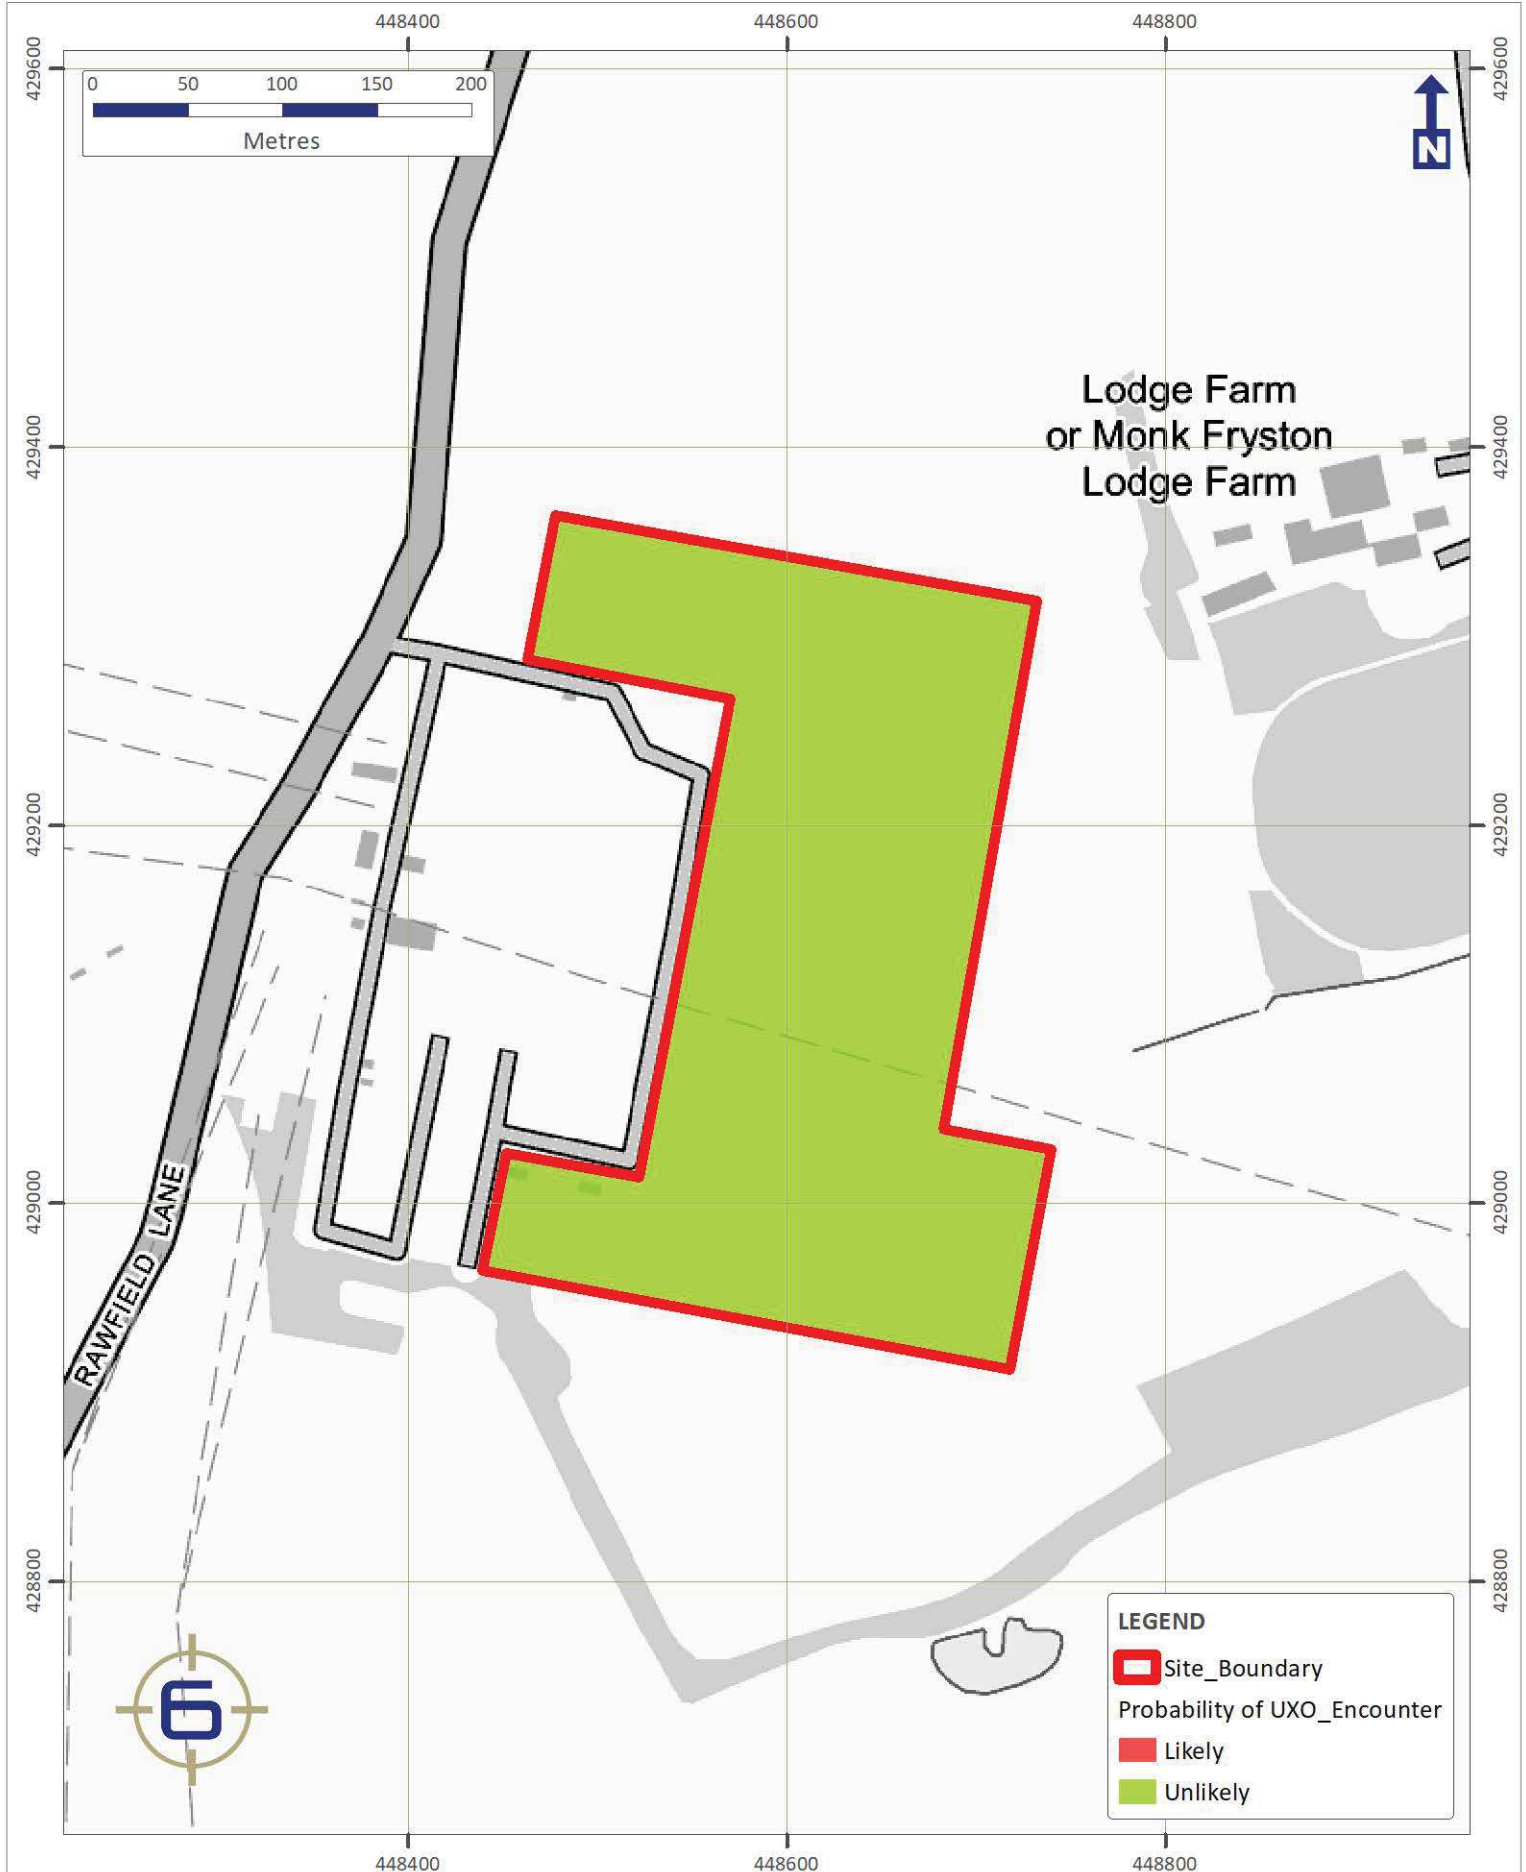 448400 448600 448800
429600 429600
0 50 100 150 200
Metres
N
Lodge Farm
or Monk Fryston
Lodge Farm
429400 429400
429200 429200
RAWFIELD LANE
429000 429000
428800 428800
6
LEGEND
Site_Boundary
Probability of UXO_Encounter
Likely
Unlikely
448400 448600 448800